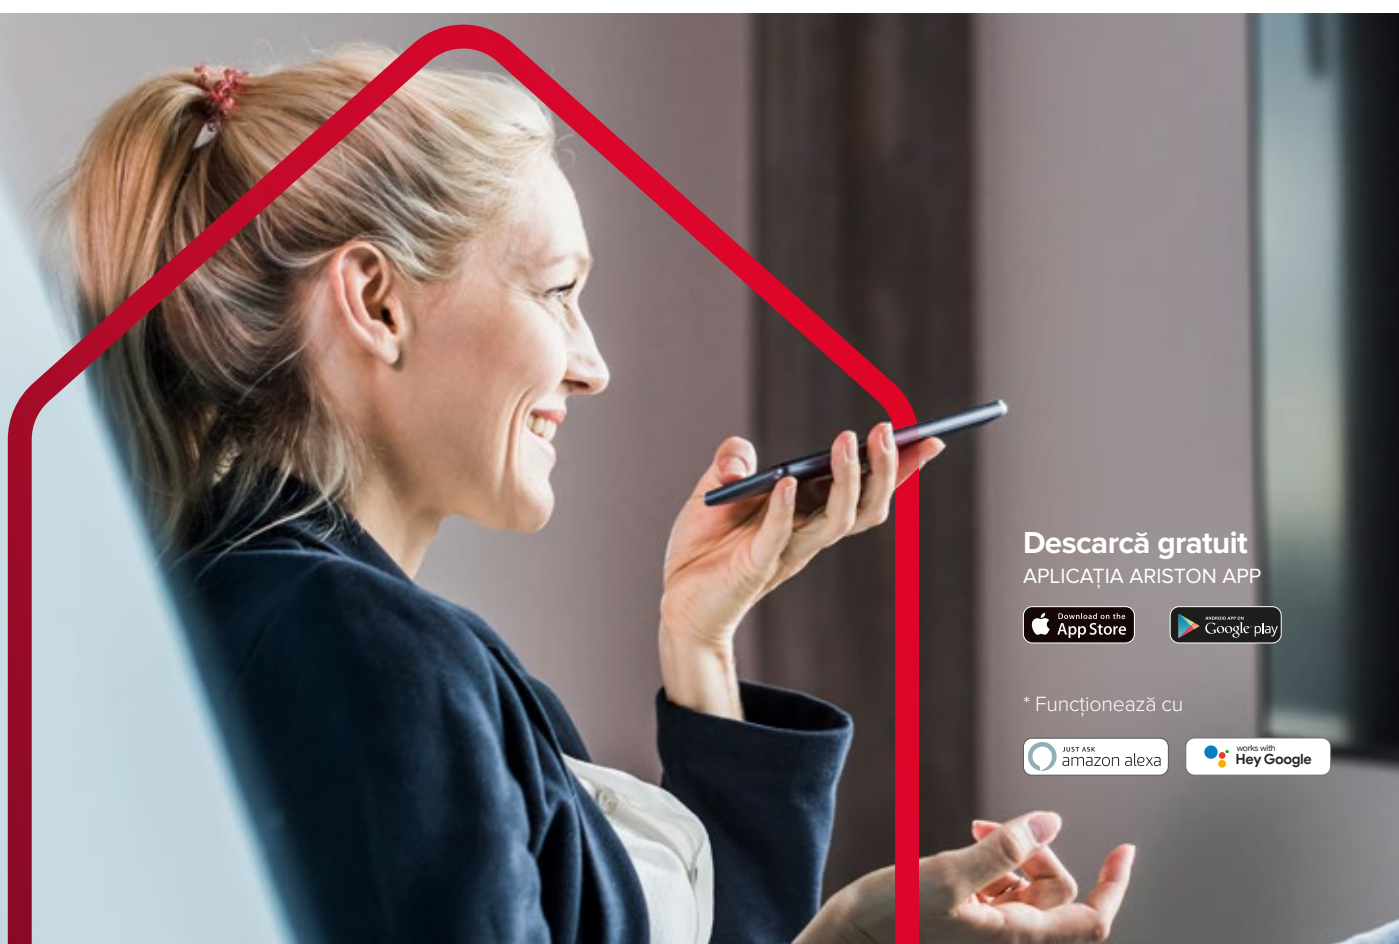 Descarcă gratuit
APLICAȚIA ARISTON APP
Download on the
App Store
ANDROID APP ON
Google play
* Funcționează cu
JUST ASK
amazon alexa
works with
Hey Google